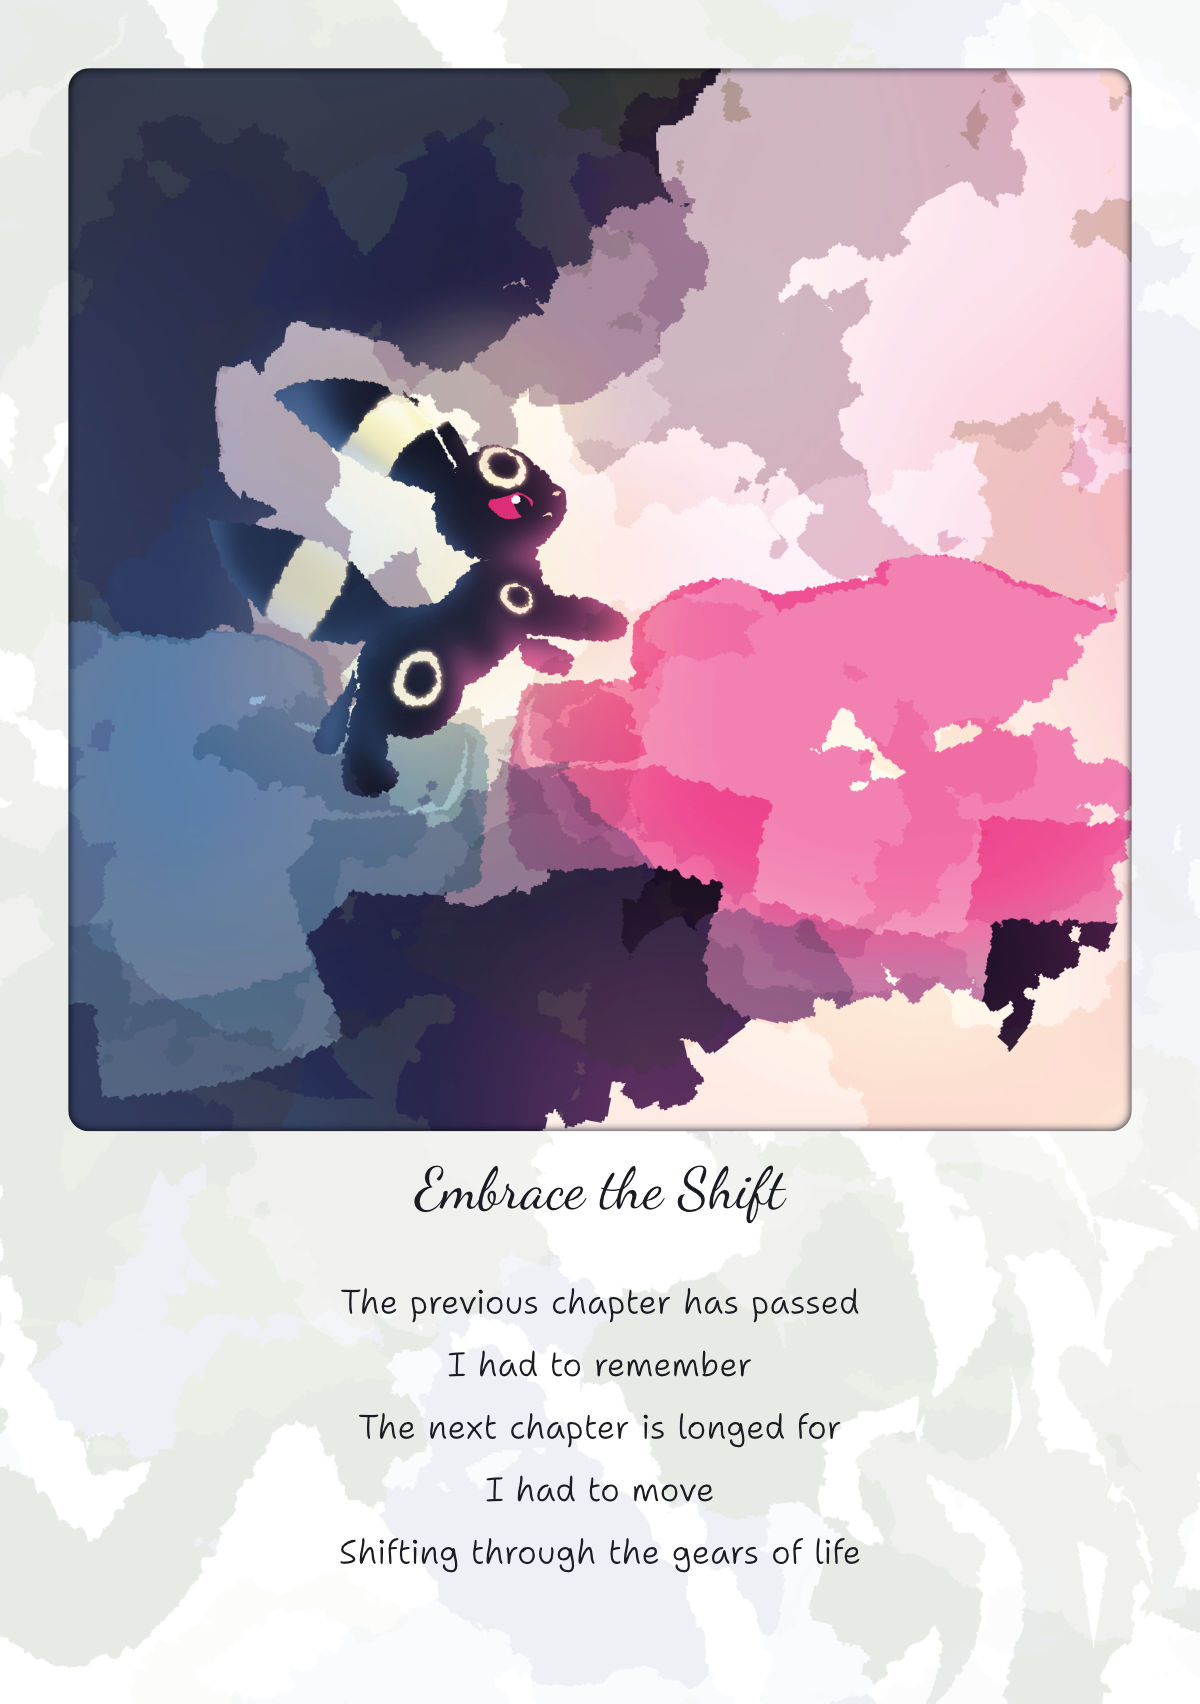 Embrace the Shift
The previous chapter has passed
I had to remember
The next chapter is longed for
I had to move
Shifting through the gears of life